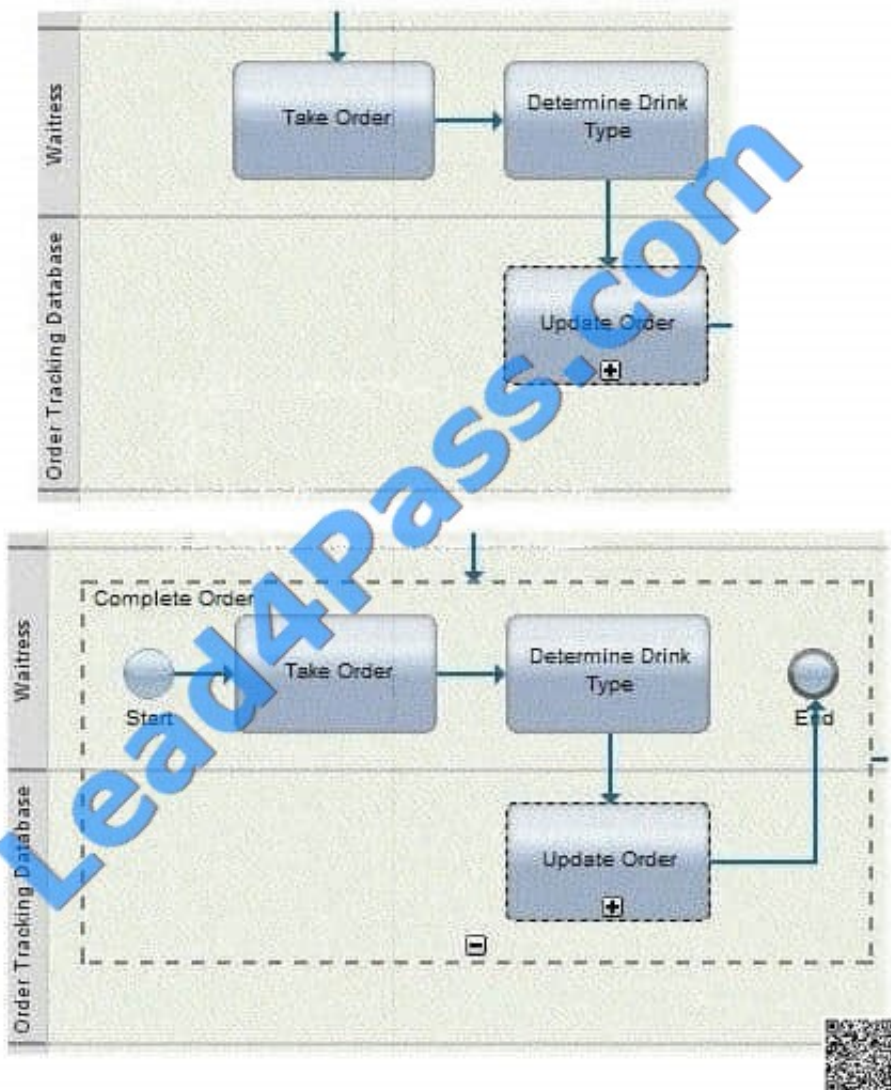 Waitress
Take Order
Determine Drink
Type
Order Tracking Database
Update Order
Waitress
Complete Order
Start
Take Order
Determine Drink
Type
End
Order Tracking Database
Update Order
Lead4Pass.com